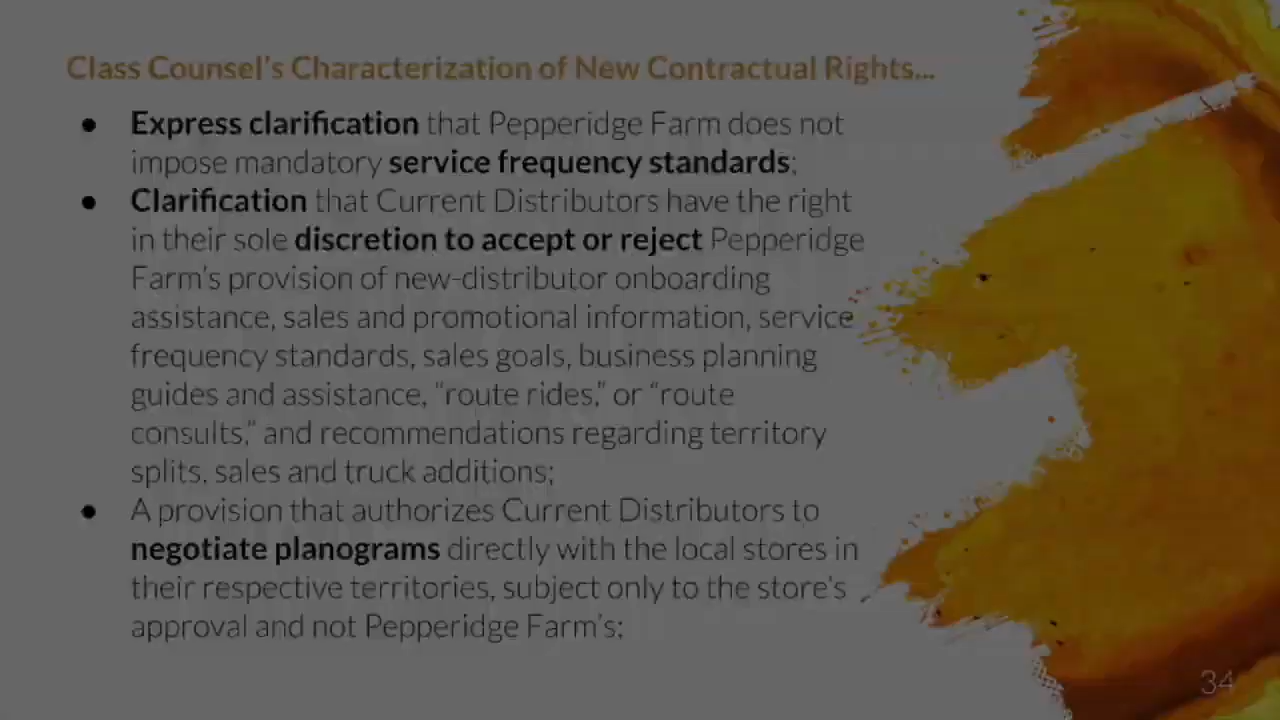 Class Counsel's Characterization of New Contractual Rights...
● Express clarification that Pepperidge Farm does not
impose mandatory service frequency standards;
● Clarification that Current Distributors have the right
in their sole discretion to accept or reject Pepperidge
Farm's provision of new-distributor onboarding
assistance, sales and promotional information, service
frequency standards, sales goals, business planning
guides and assistance, “route rides,” or “route
consults,” and recommendations regarding territory
splits, sales and truck additions;
● A provision that authorizes Current Distributors to
negotiate planograms directly with the local stores in
their respective territories, subject only to the store's
approval and not Pepperidge Farm's;
34